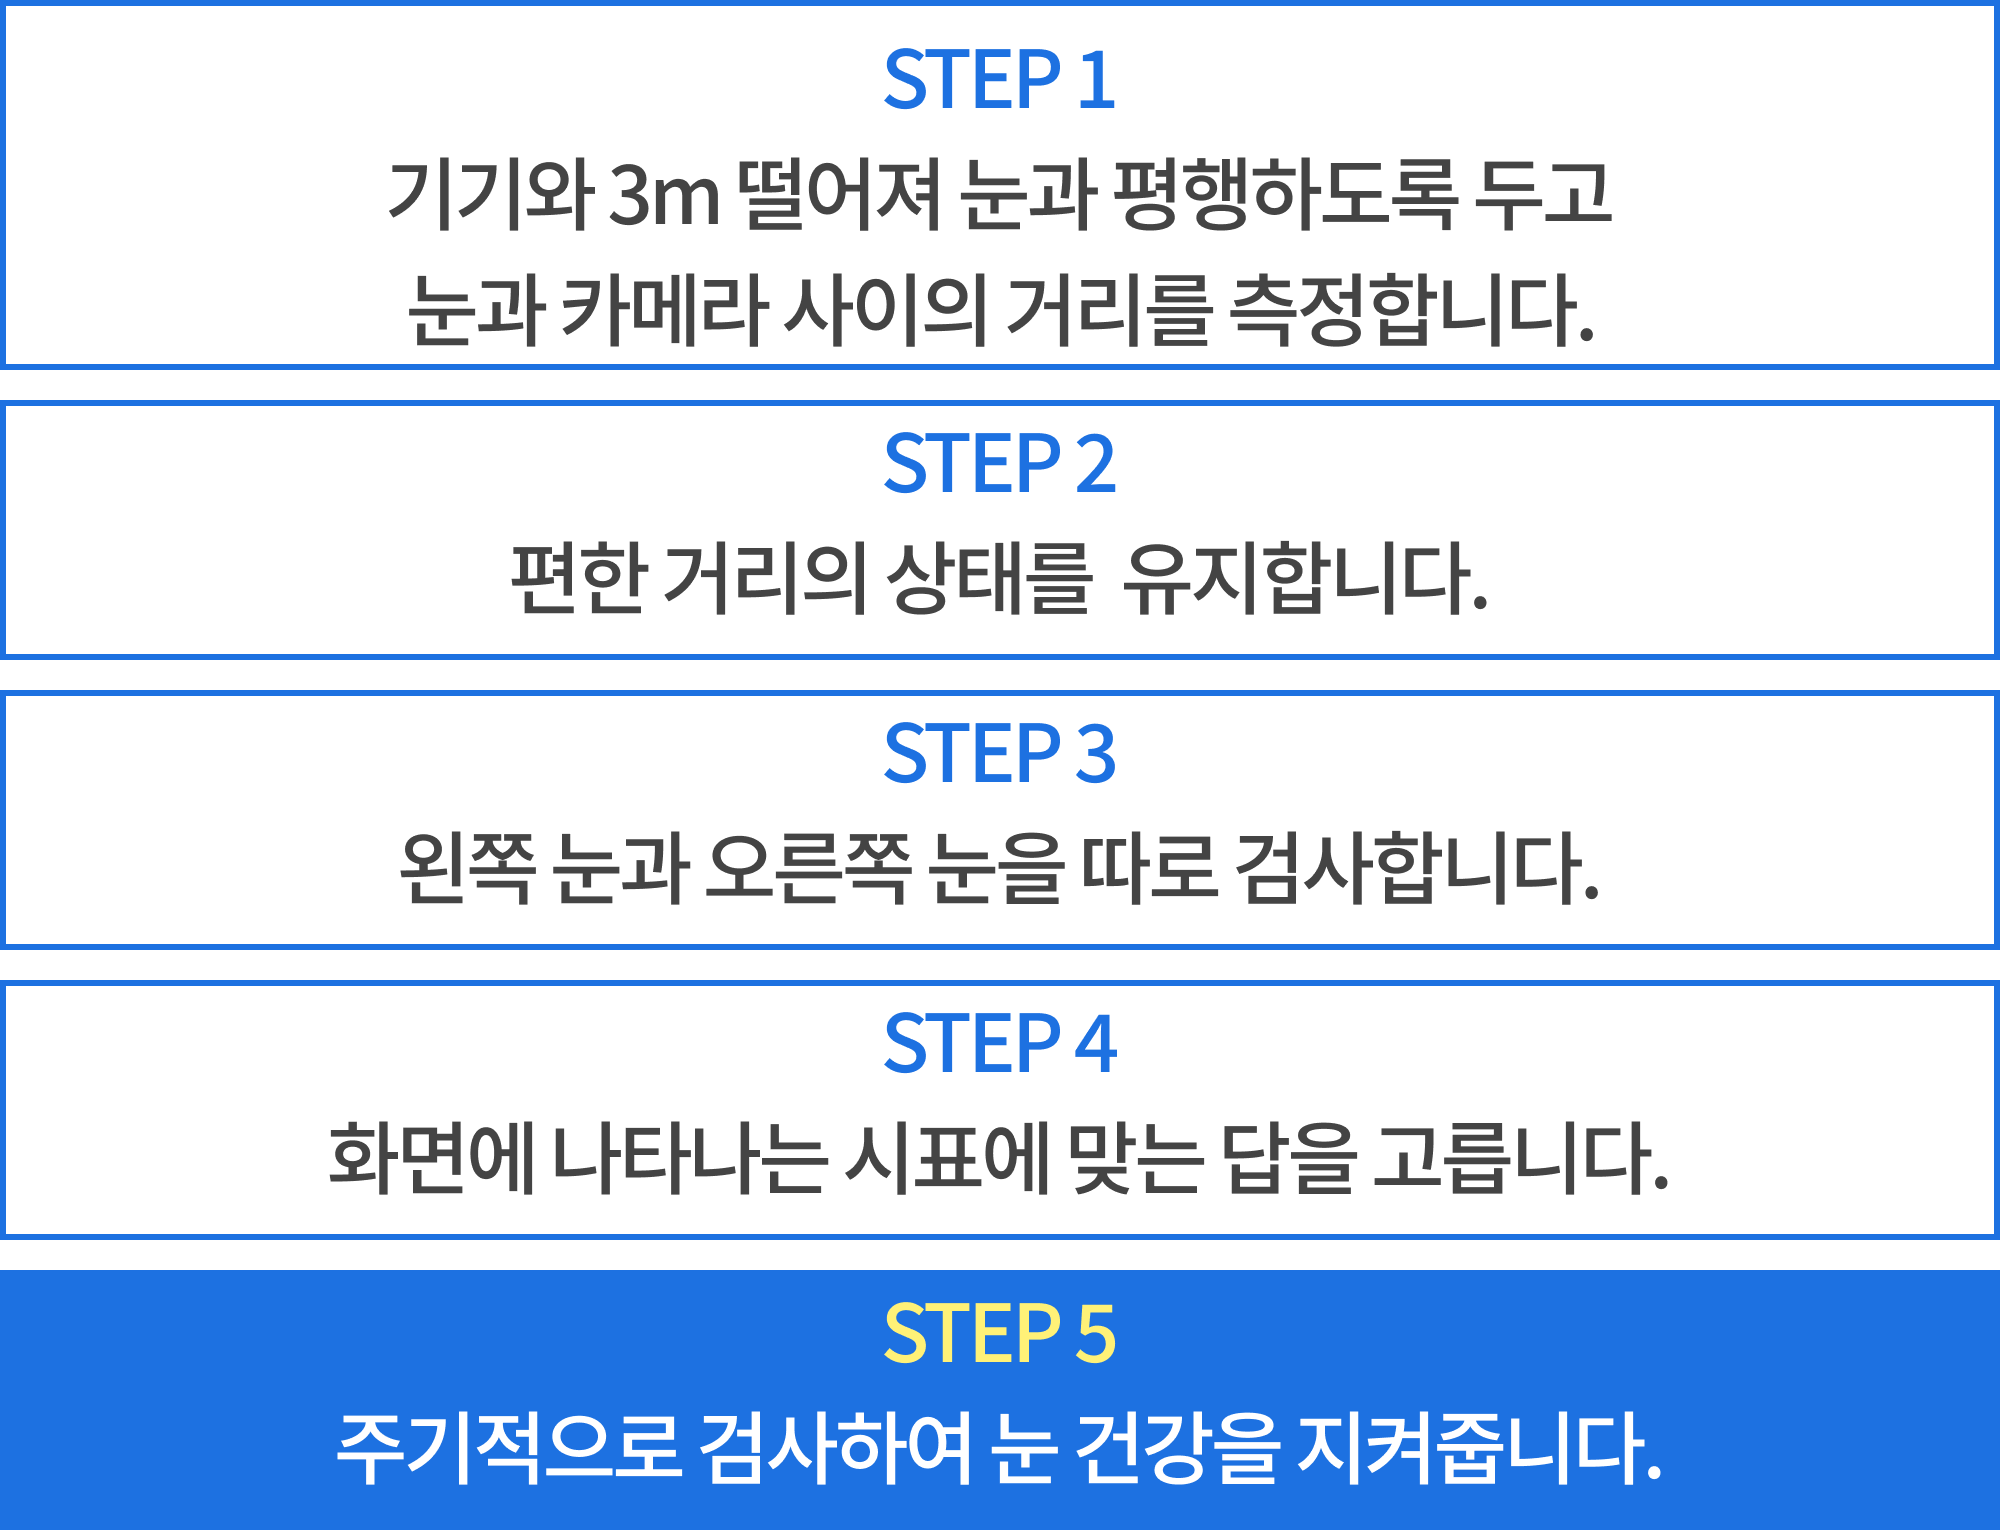 STEP 1
기기와 3m 떨어져 눈과 평행하도록 두고
눈과 카메라 사이의 거리를 측정합니다.
STEP 2
편한 거리의 상태를 유지합니다.
STEP 3
왼쪽 눈과 오른쪽 눈을 따로 검사합니다.
STEP 4
화면에 나타나는 시표에 맞는 답을 고릅니다.
STEP 5
주기적으로 검사하여 눈 건강을 지켜줍니다.